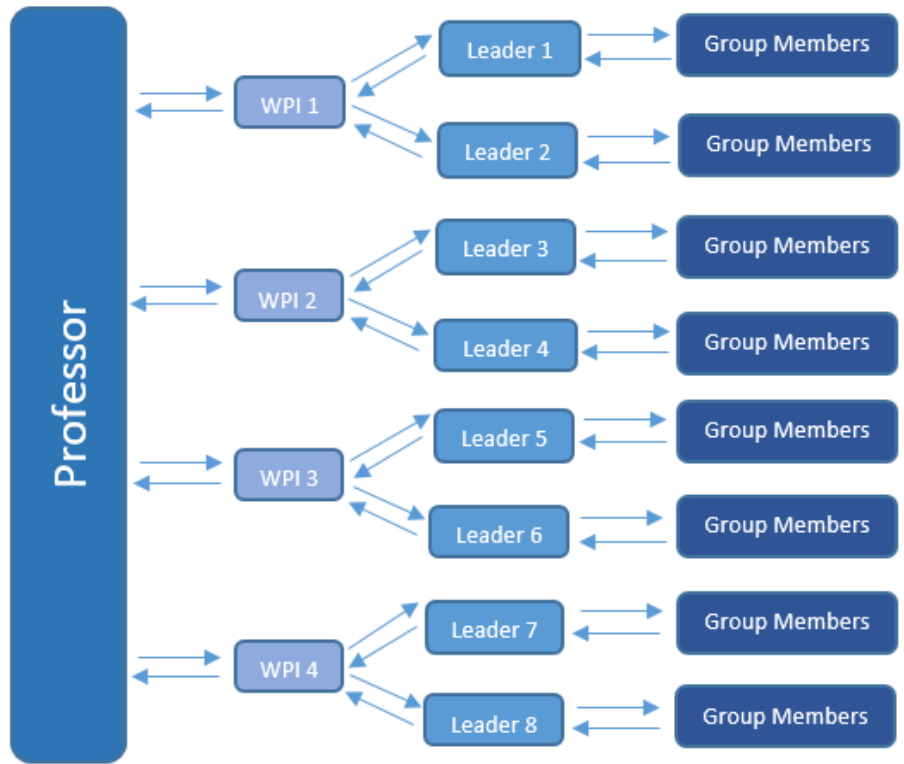 Professor
WPI 1
Leader 1
Group Members
Leader 2
Group Members
WPI 2
Leader 3
Group Members
Leader 4
Group Members
WPI 3
Leader 5
Group Members
Leader 6
Group Members
WPI 4
Leader 7
Group Members
Leader 8
Group Members